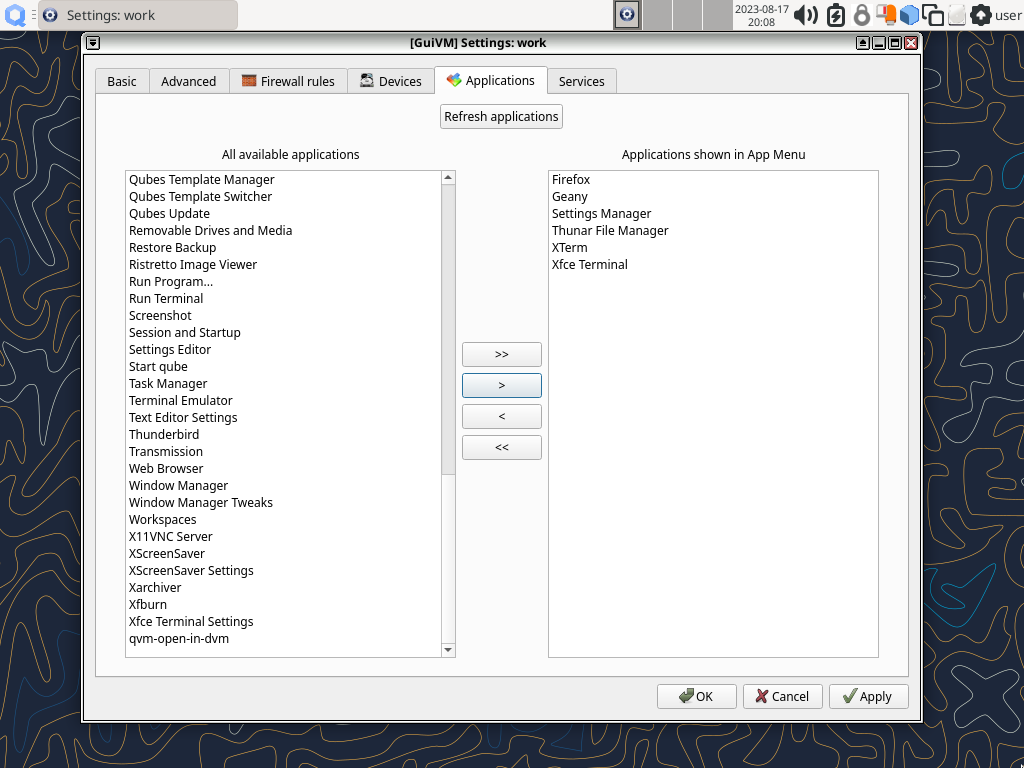 Settings: work
2023-08-17
20:08
user
[GuiVM] Settings: work
Basic
Advanced
Firewall rules
Devices
Applications
Services
Refresh applications
All available applications
Qubes Template Manager
Qubes Template Switcher
Qubes Update
Removable Drives and Media
Restore Backup
Ristretto Image Viewer
Run Program...
Run Terminal
Screenshot
Session and Startup
Settings Editor
Start qube
Task Manager
Terminal Emulator
Text Editor Settings
Thunderbird
Transmission
Web Browser
Window Manager
Window Manager Tweaks
Workspaces
X11VNC Server
XScreenSaver
XScreenSaver Settings
Xarchiver
Xfburn
Xfce Terminal Settings
qvm-open-in-dvm
>>
>
<
<<
Applications shown in App Menu
Firefox
Geany
Settings Manager
Thunar File Manager
XTerm
Xfce Terminal
OK
Cancel
Apply